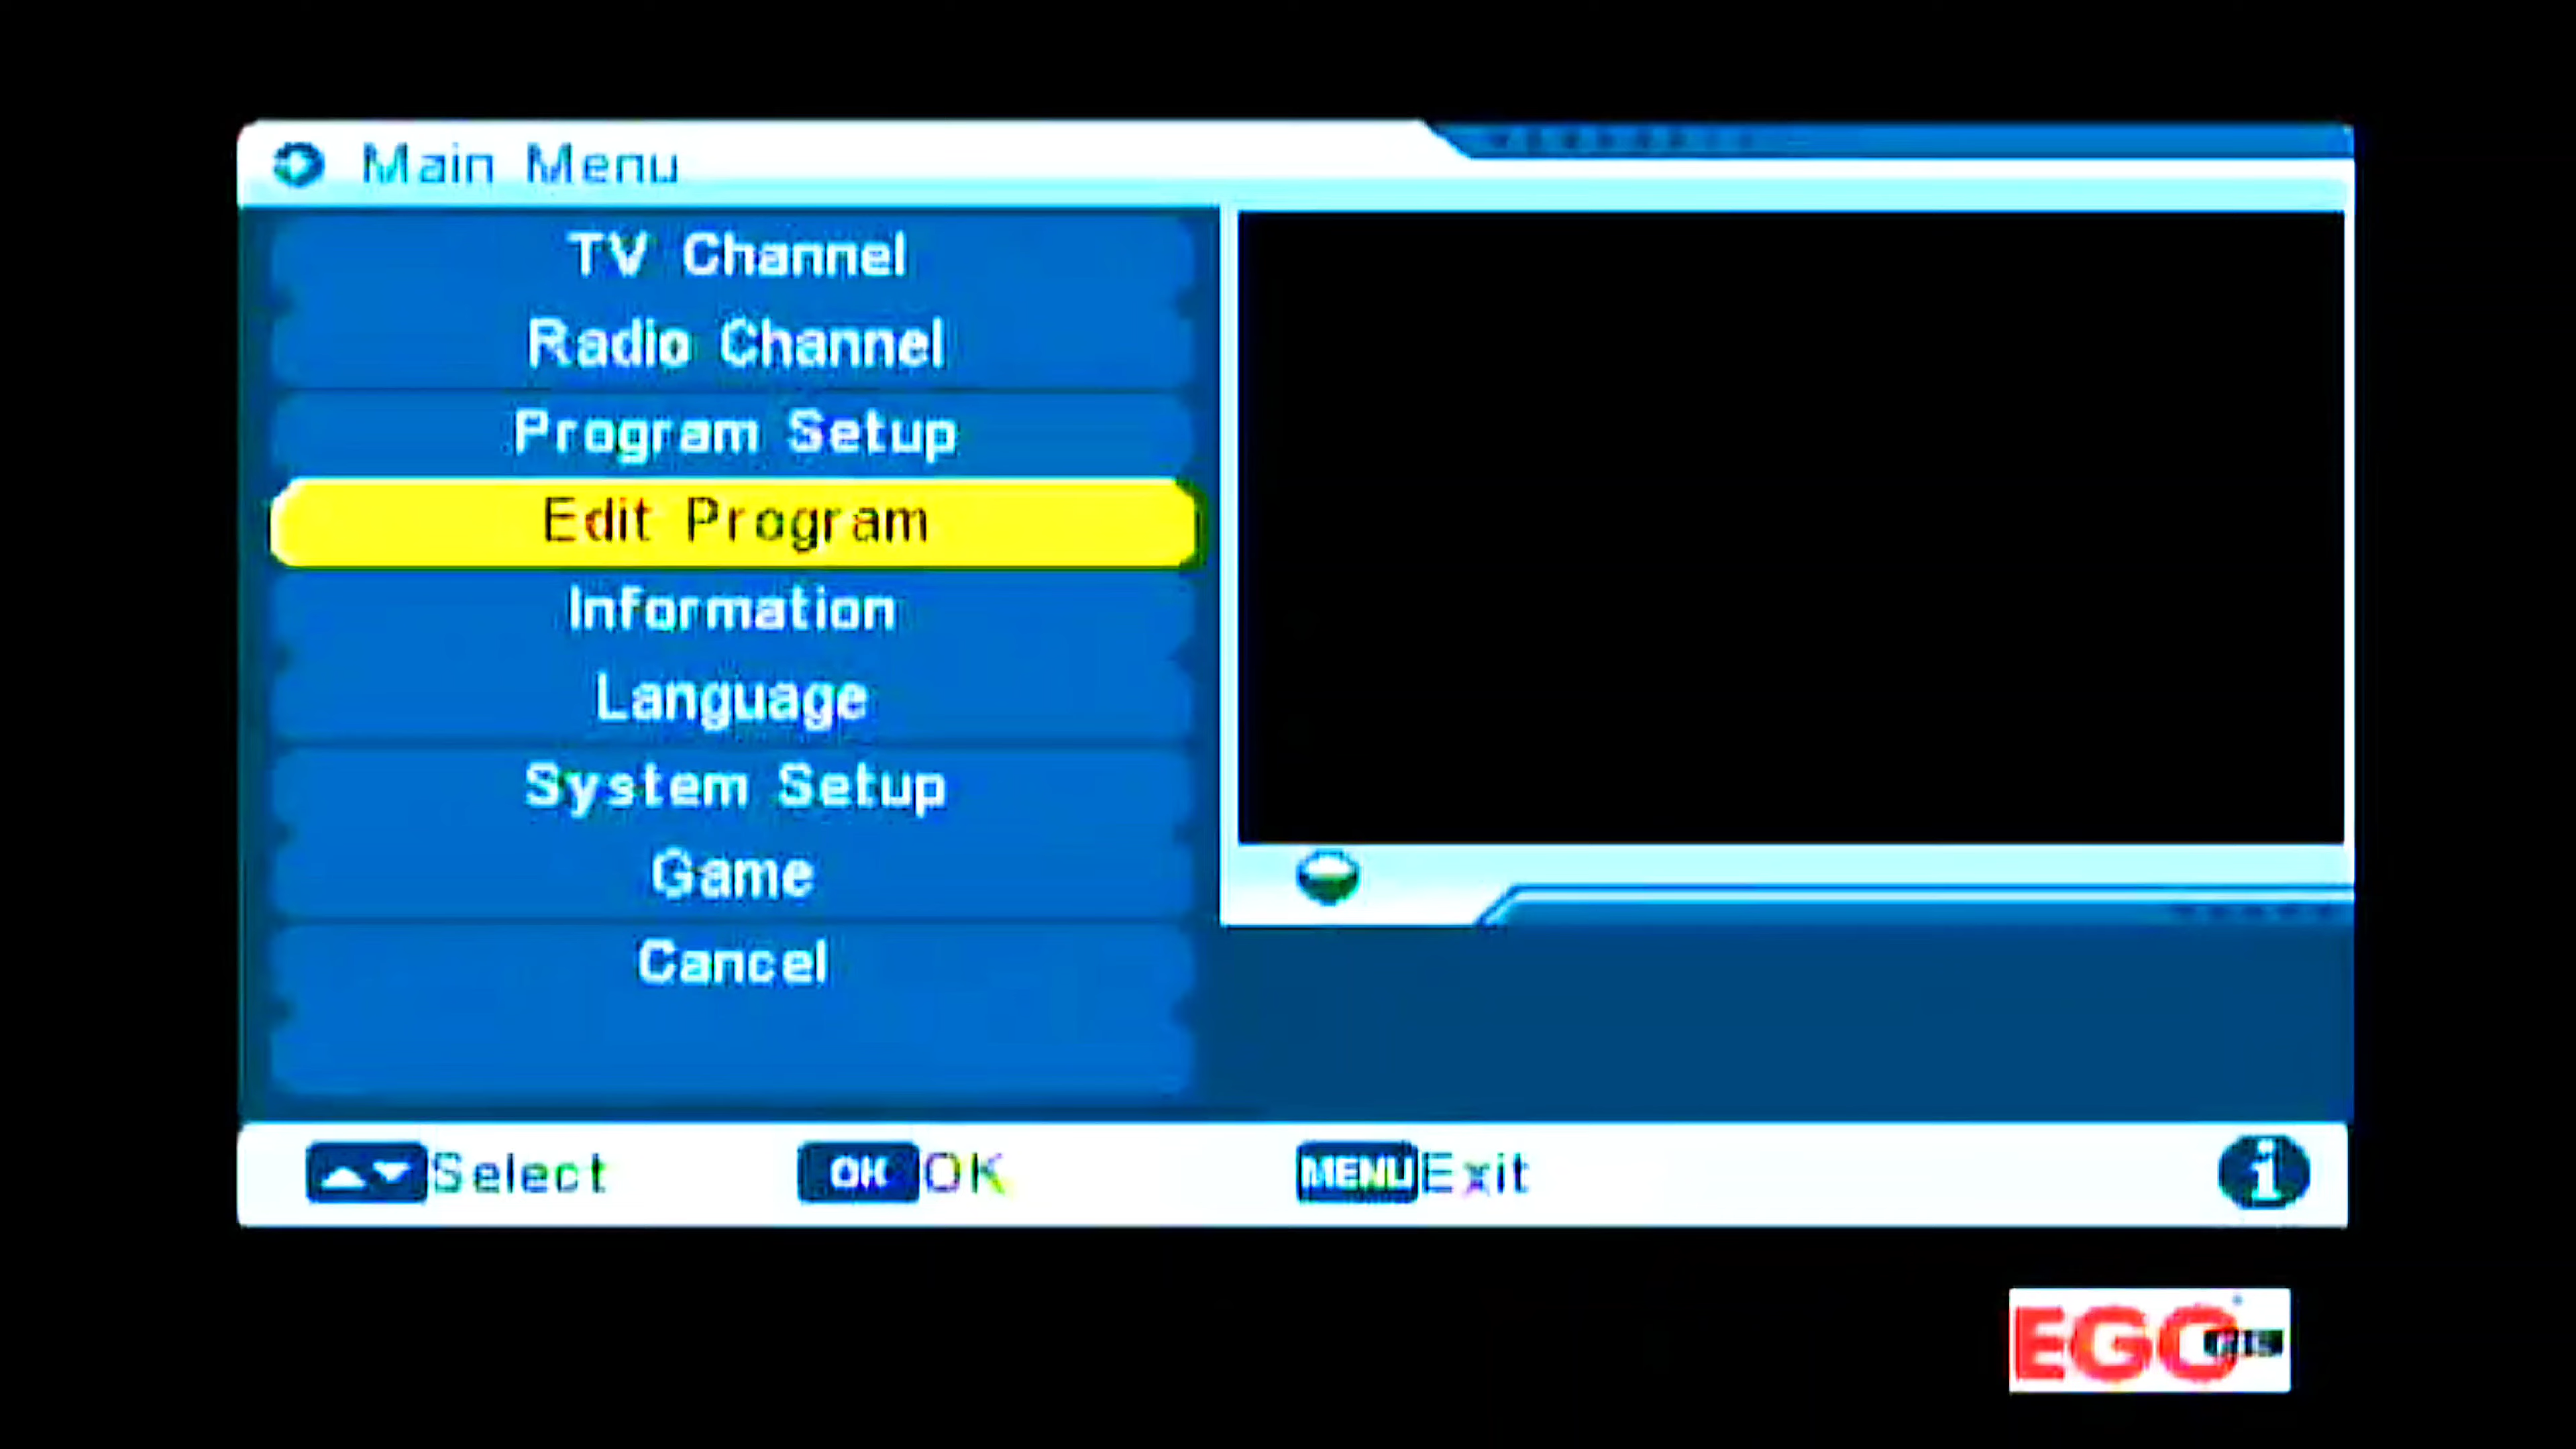 Main Menu
TV Channel
Radio Channel
Program Setup
Edit Program
Information
Language
System Setup
Game
Cancel
Select
OK OK
MENU Exit
i
EGO